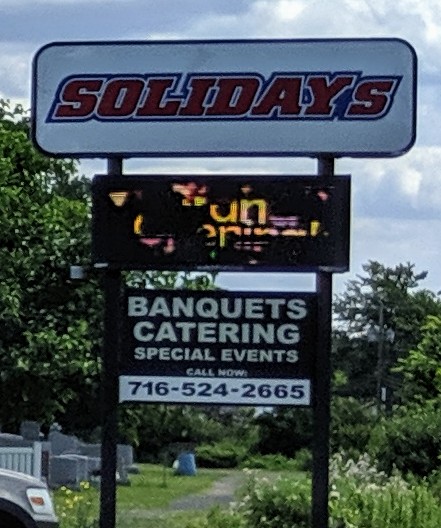 SOLIDAYS
BANQUETS
CATERING
SPECIAL EVENTS
CALL NOW:
716-524-2665